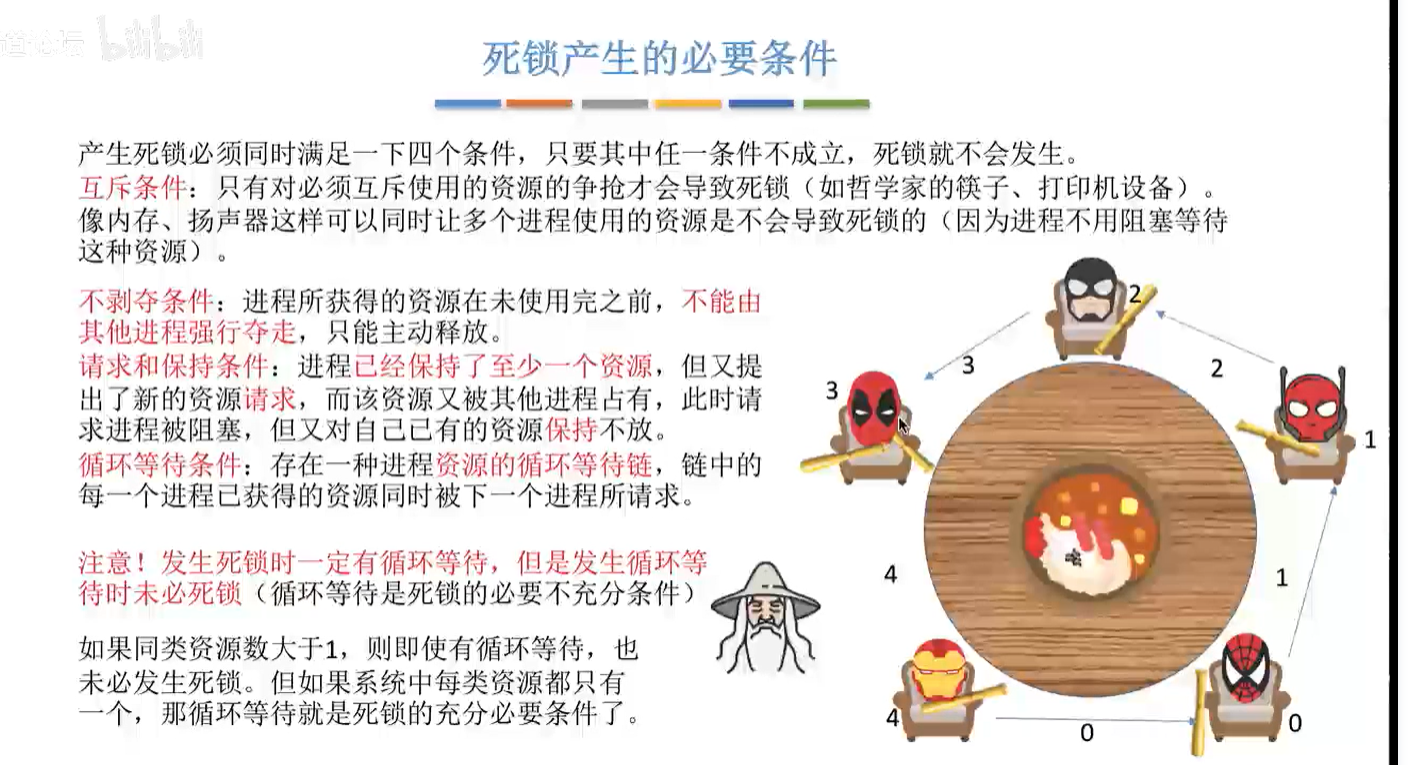 道论坛 bilibili
死锁产生的必要条件
产生死锁必须同时满足一下四个条件，只要其中任一条件不成立，死锁就不会发生。
互斥条件：只有对必须互斥使用的资源的争抢才会导致死锁（如哲学家的筷子、打印机设备）。
像内存、扬声器这样可以同时让多个进程使用的资源是不会导致死锁的（因为进程不用阻塞等待
这种资源）。
不剥夺条件：进程所获得的资源在未使用完之前，不能由
其他进程强行夺走，只能主动释放。
请求和保持条件：进程已经保持了至少一个资源，但又提
出了新的资源请求，而该资源又被其他进程占有，此时请
求进程被阻塞，但又对自己已有的资源保持不放。
循环等待条件：存在一种进程资源的循环等待链，链中的
每一个进程已获得的资源同时被下一个进程所请求。
注意！发生死锁时一定有循环等待，但是发生循环等
待时未必死锁（循环等待是死锁的必要不充分条件）
如果同类资源数大于1，则即使有循环等待，也
未必发生死锁。但如果系统中每类资源都只有
一个，那循环等待就是死锁的充分必要条件了。
2
3
2
3
1
4
1
4
0
0